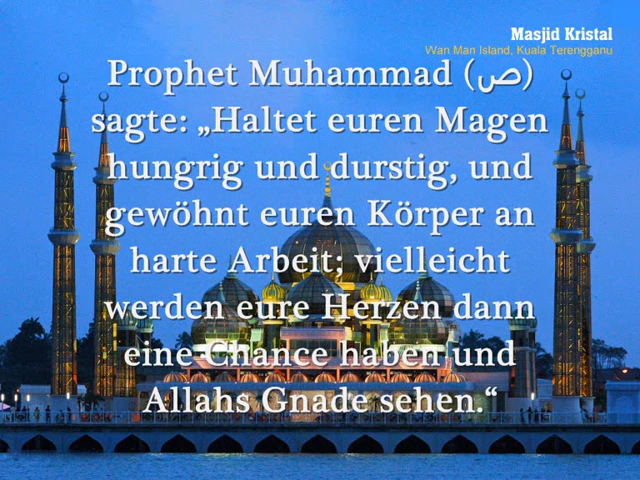 Masjid Kristal
Wan Man Island, Kuala Terengganu
Prophet Muhammad (ص)
sagte: „Haltet euren Magen
hungrig und durstig, und
gewöhnt euren Körper an
harte Arbeit; vielleicht
werden eure Herzen dann
eine Chance haben und
Allahs Gnade sehen.“